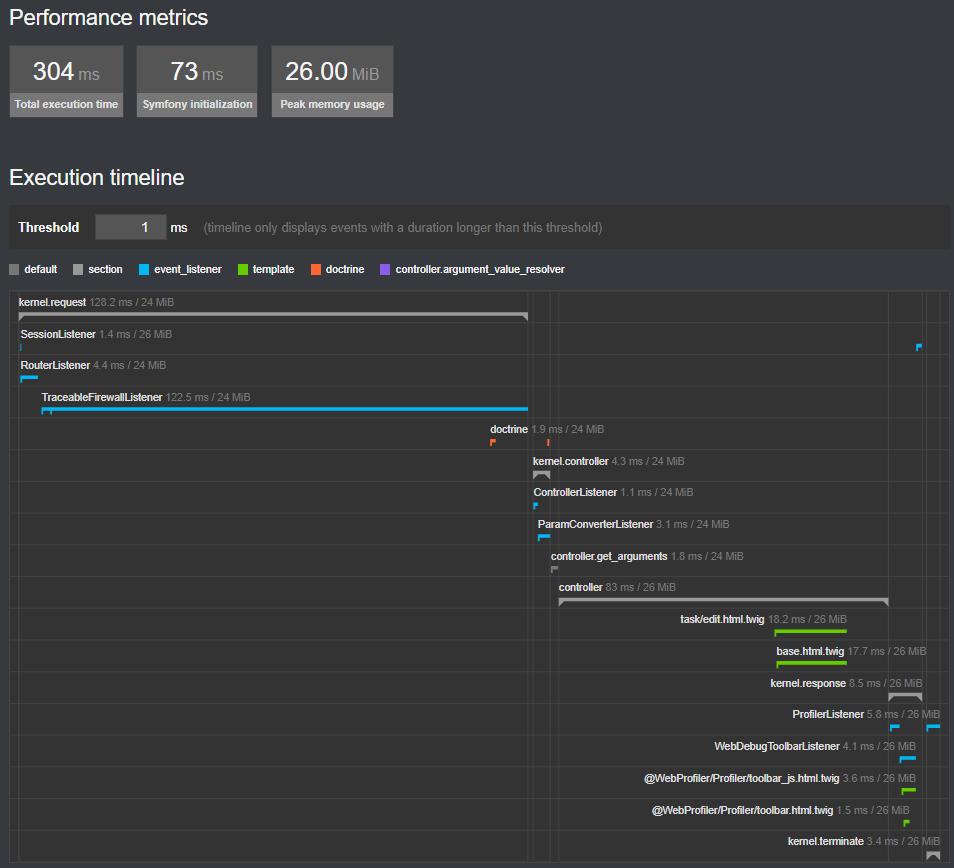 Performance metrics
304 ms 73 ms 26.00 MiB
Total execution time Symfony initialization Peak memory usage
Execution timeline
Threshold 1 ms (timeline only displays events with a duration longer than this threshold)
default section event_listener template doctrine controller.argument_value_resolver
kernel.request 128.2 ms / 24 MiB
SessionListener 1.4 ms / 26 MiB
RouterListener 4.4 ms / 24 MiB
TraceableFirewallListener 122.5 ms / 24 MiB
doctrine 1.9 ms / 24 MiB
kernel.controller 4.3 ms / 24 MiB
ControllerListener 1.1 ms / 24 MiB
ParamConverterListener 3.1 ms / 24 MiB
controller.get_arguments 1.8 ms / 24 MiB
controller 83 ms / 26 MiB
task/edit.html.twig 18.2 ms / 26 MiB
base.html.twig 17.7 ms / 26 MiB
kernel.response 8.5 ms / 26 MiB
ProfilerListener 5.8 ms / 26 MiB
WebDebugToolbarListener 4.1 ms / 26 MiB
@WebProfiler/Profiler/toolbar_js.html.twig 3.6 ms / 26 MiB
@WebProfiler/Profiler/toolbar.html.twig 1.5 ms / 26 MiB
kernel.terminate 3.4 ms / 26 MiB